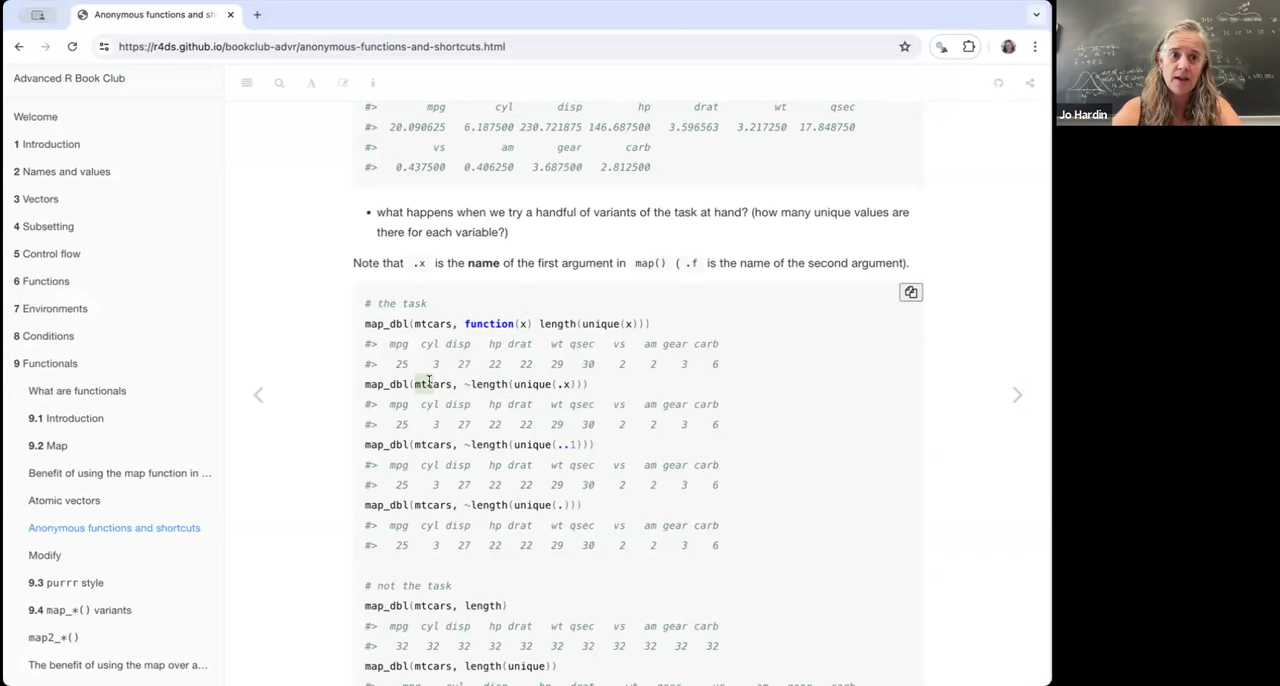 Anonymous functions and sh
https://r4ds.github.io/bookclub-advr/anonymous-functions-and-shortcuts.html
Advanced R Book Club
Welcome
1 Introduction
2 Names and values
3 Vectors
4 Subsetting
5 Control flow
6 Functions
7 Environments
8 Conditions
9 Functionals
What are functionals
9.1 Introduction
9.2 Map
Benefit of using the map function in ...
Atomic vectors
Anonymous functions and shortcuts
Modify
9.3 purrr style
9.4 map_*() variants
map2_*()
The benefit of using the map over a...
#> mpg cyl disp hp drat wt qsec
#> 20.090625 6.187500 230.721875 146.687500 3.596563 3.217250 17.848750
#> vs am gear carb
#> 0.437500 0.406250 3.687500 2.812500
• what happens when we try a handful of variants of the task at hand? (how many unique values are
there for each variable?)
Note that .x is the name of the first argument in map() ( .f is the name of the second argument).
# the task
map_dbl(mtcars, function(x) length(unique(x)))
#> mpg cyl disp hp drat wt qsec vs am gear carb
#> 25 3 27 22 22 29 30 2 2 3 6
map_dbl(mtcars, ~length(unique(.x)))
#> mpg cyl disp hp drat wt qsec vs am gear carb
#> 25 3 27 22 22 29 30 2 2 3 6
map_dbl(mtcars, ~length(unique(..1)))
#> mpg cyl disp hp drat wt qsec vs am gear carb
#> 25 3 27 22 22 29 30 2 2 3 6
map_dbl(mtcars, ~length(unique(.)))
#> mpg cyl disp hp drat wt qsec vs am gear carb
#> 25 3 27 22 22 29 30 2 2 3 6
# not the task
map_dbl(mtcars, length)
#> mpg cyl disp hp drat wt qsec vs am gear carb
#> 32 32 32 32 32 32 32 32 32 32 32
map_dbl(mtcars, length(unique))
Jo Hardin